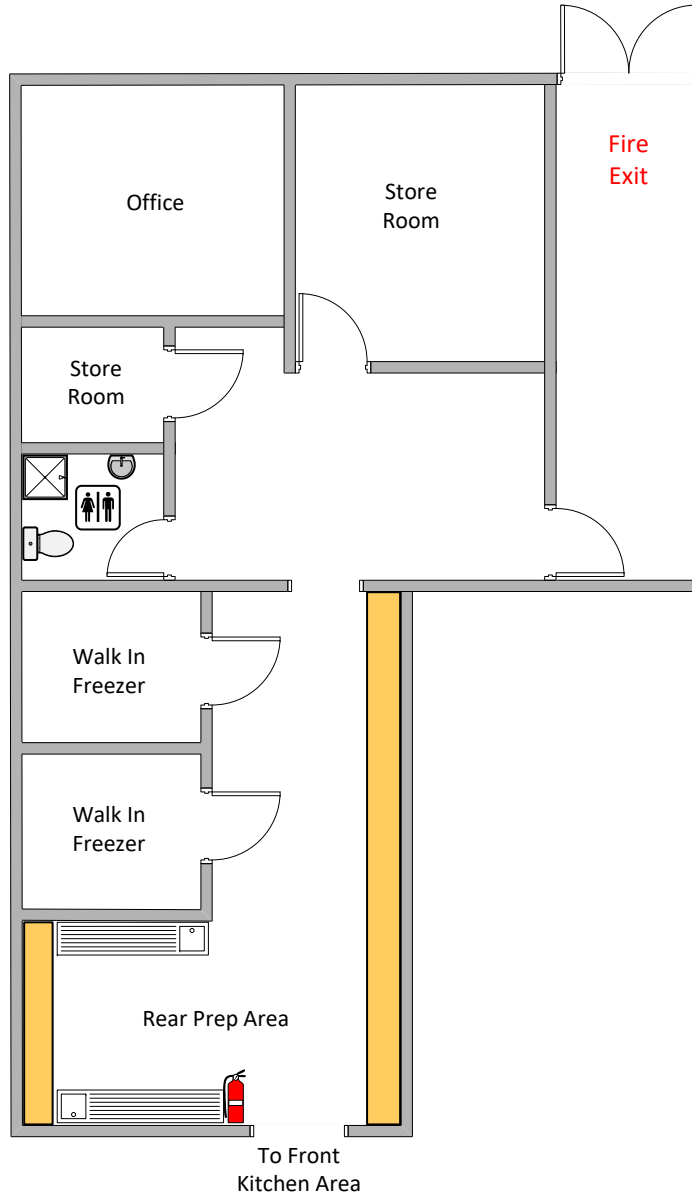 Fire
Exit
Office
Store
Room
Store
Room
Walk In
Freezer
Walk In
Freezer
Rear Prep Area
To Front
Kitchen Area